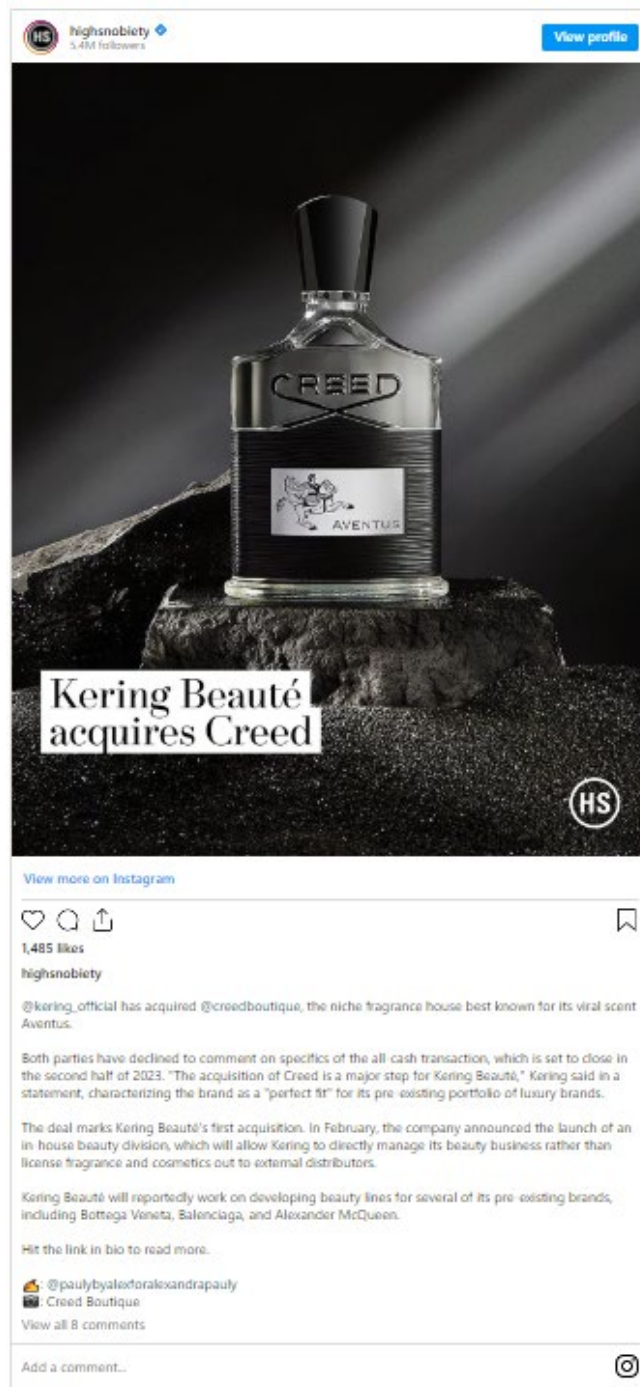 HS
highsnobiety
5.4M followers
View profile
CREED
AVENTUS
Kering Beauté
acquires Creed
HS
View more on Instagram
1,485 likes
highsnobiety
@kering_official has acquired @creedboutique, the niche fragrance house best known for its viral scent
Aventus.
Both parties have declined to comment on specifics of the all-cash transaction, which is set to close in
the second half of 2023. "The acquisition of Creed is a major step for Kering Beauté," Kering said in a
statement, characterizing the brand as a "perfect fit" for its pre-existing portfolio of luxury brands.
The deal marks Kering Beauté's first acquisition. In February, the company announced the launch of an
in-house beauty division, which will allow Kering to directly manage its beauty business rather than
license fragrance and cosmetics out to external distributors.
Kering Beauté will reportedly work on developing beauty lines for several of its pre-existing brands,
including Bottega Veneta, Balenciaga, and Alexander McQueen.
Hit the link in bio to read more.
✍️: @paulybyalexforalexandrapauly
📷: Creed Boutique
View all 8 comments
Add a comment...